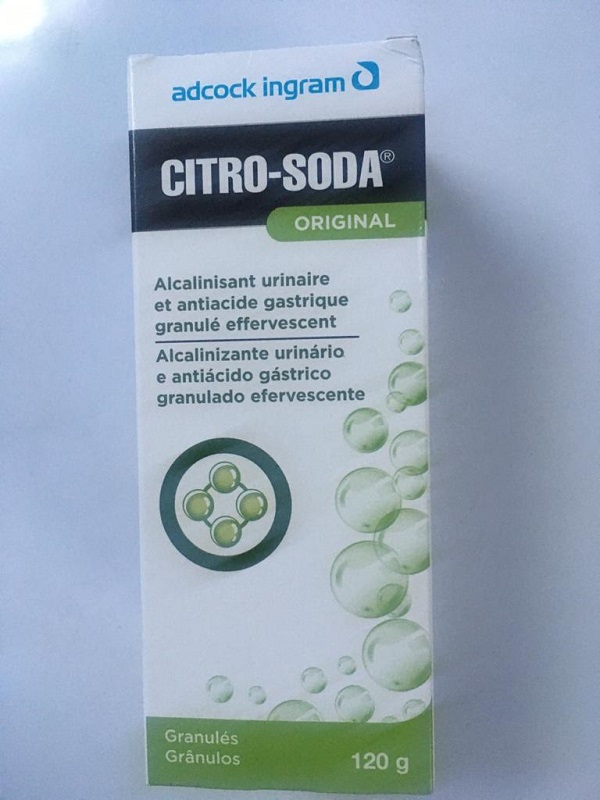 adcock ingram
CITRO-SODA®
ORIGINAL
Alcalinisant urinaire
et antiacide gastrique
granulé effervescent
Alcalinizante urinário
e antiácido gástrico
granulado efervescente
Granulés
Grânulos
120 g